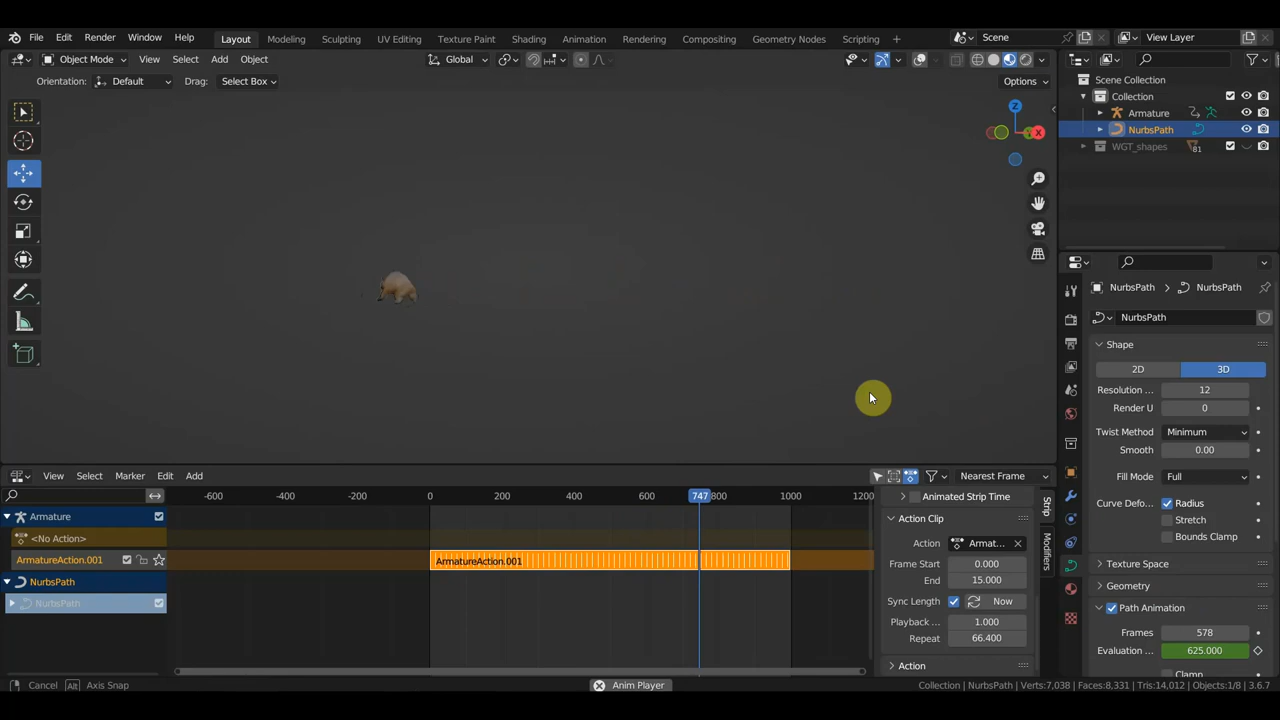 File Edit Render Window Help Layout Modeling Sculpting UV Editing Texture Paint Shading Animation Rendering Compositing Geometry Nodes Scripting + Scene View Layer
Object Mode View Select Add Object Global
Orientation: Default Drag: Select Box Options
Scene Collection
Collection
Armature
NurbsPath
WGT_shapes 81
Z
X
NurbsPath NurbsPath
NurbsPath
Shape
2D 3D
Resolution ... 12
Render U 0
Twist Method Minimum
Smooth 0.00
Fill Mode Full
Curve Defo... Radius
Stretch
Bounds Clamp
Texture Space
Geometry
Path Animation
Frames 578
Evaluation ... 625.000
Clamp
View Select Marker Edit Add Nearest Frame
-600 -400 -200 0 200 400 600 747 800 1000 1200
Armature
<No Action>
ArmatureAction.001 ArmatureAction.001
NurbsPath
NurbsPath
Animated Strip Time
Action Clip
Action Armat...
Frame Start 0.000
End 15.000
Sync Length Now
Playback ... 1.000
Repeat 66.400
Action
Strip
Modifiers
Cancel Alt Axis Snap Anim Player Collection | NurbsPath | Verts:7,038 | Faces:8,331 | Tris:14,012 | Objects:1/8 | 3.6.7